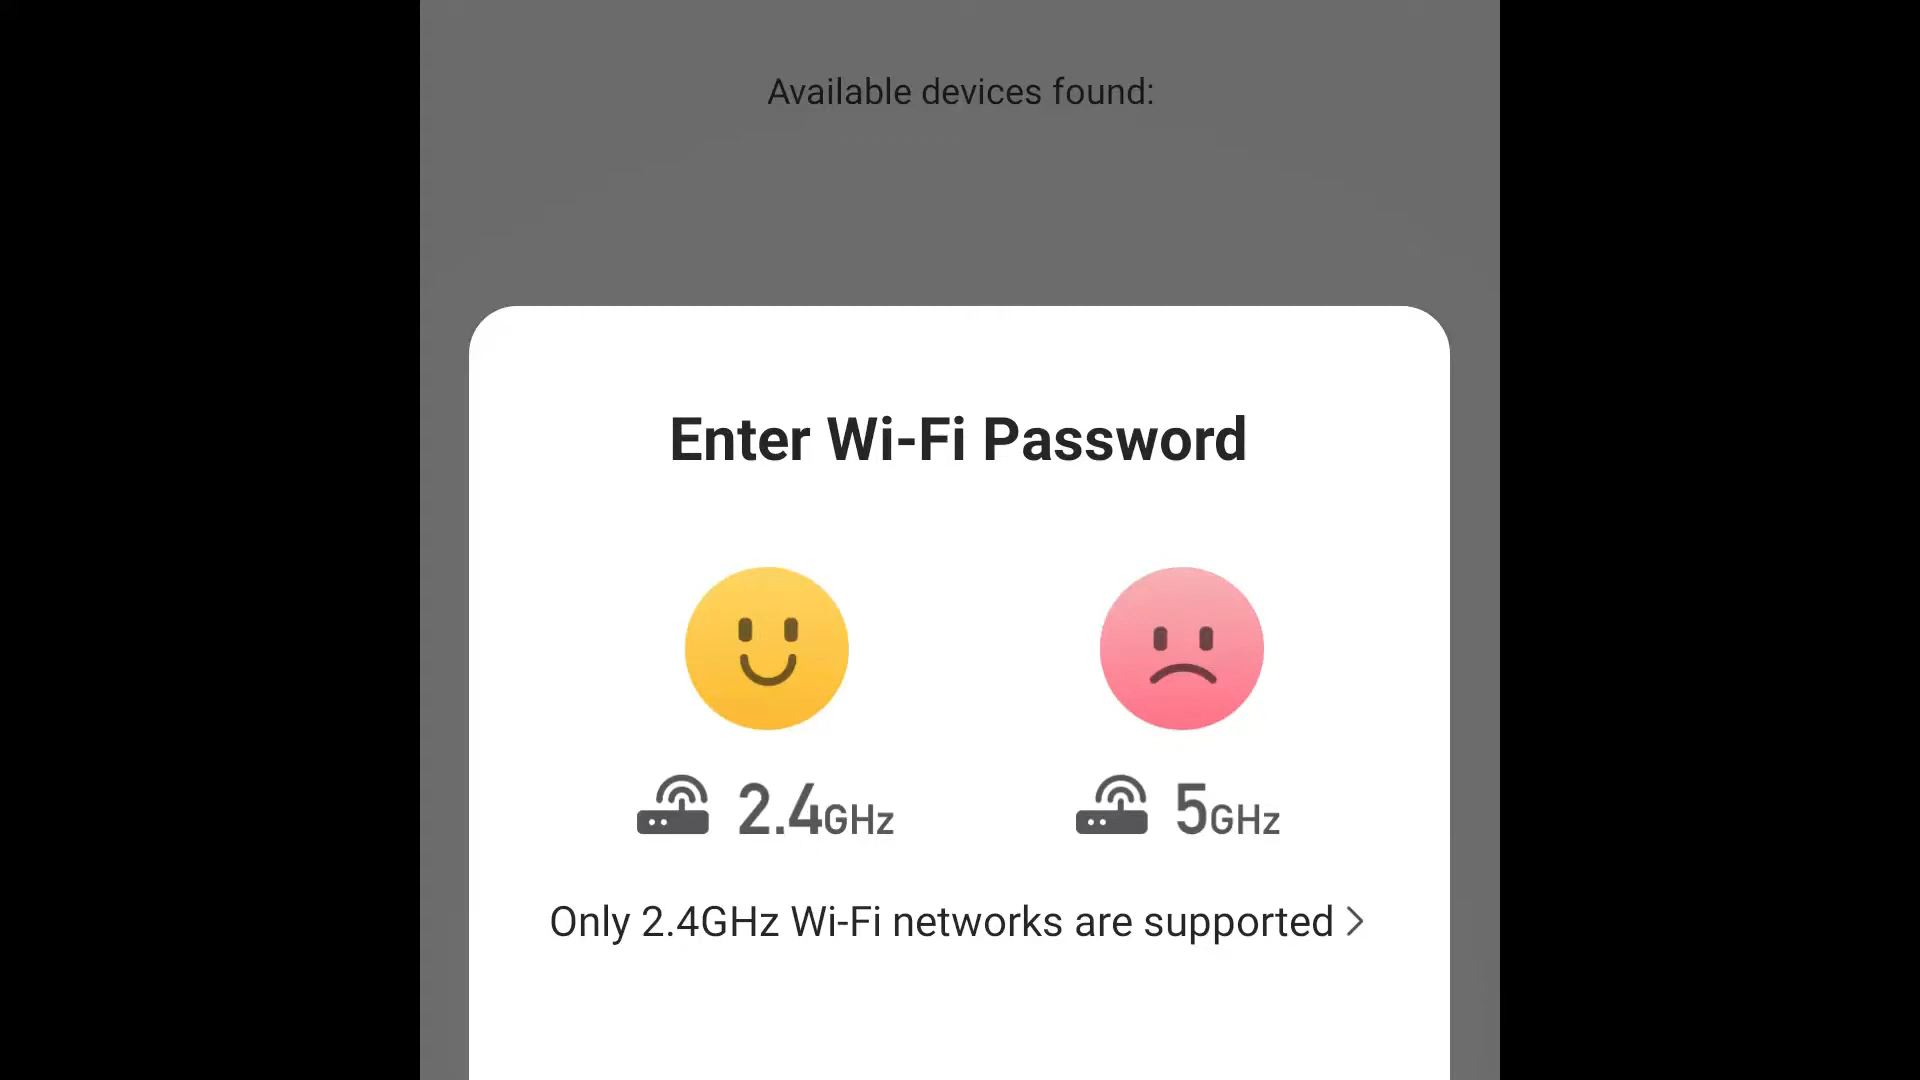 Available devices found:
Enter Wi-Fi Password
2.4GHz
5GHz
Only 2.4GHz Wi-Fi networks are supported